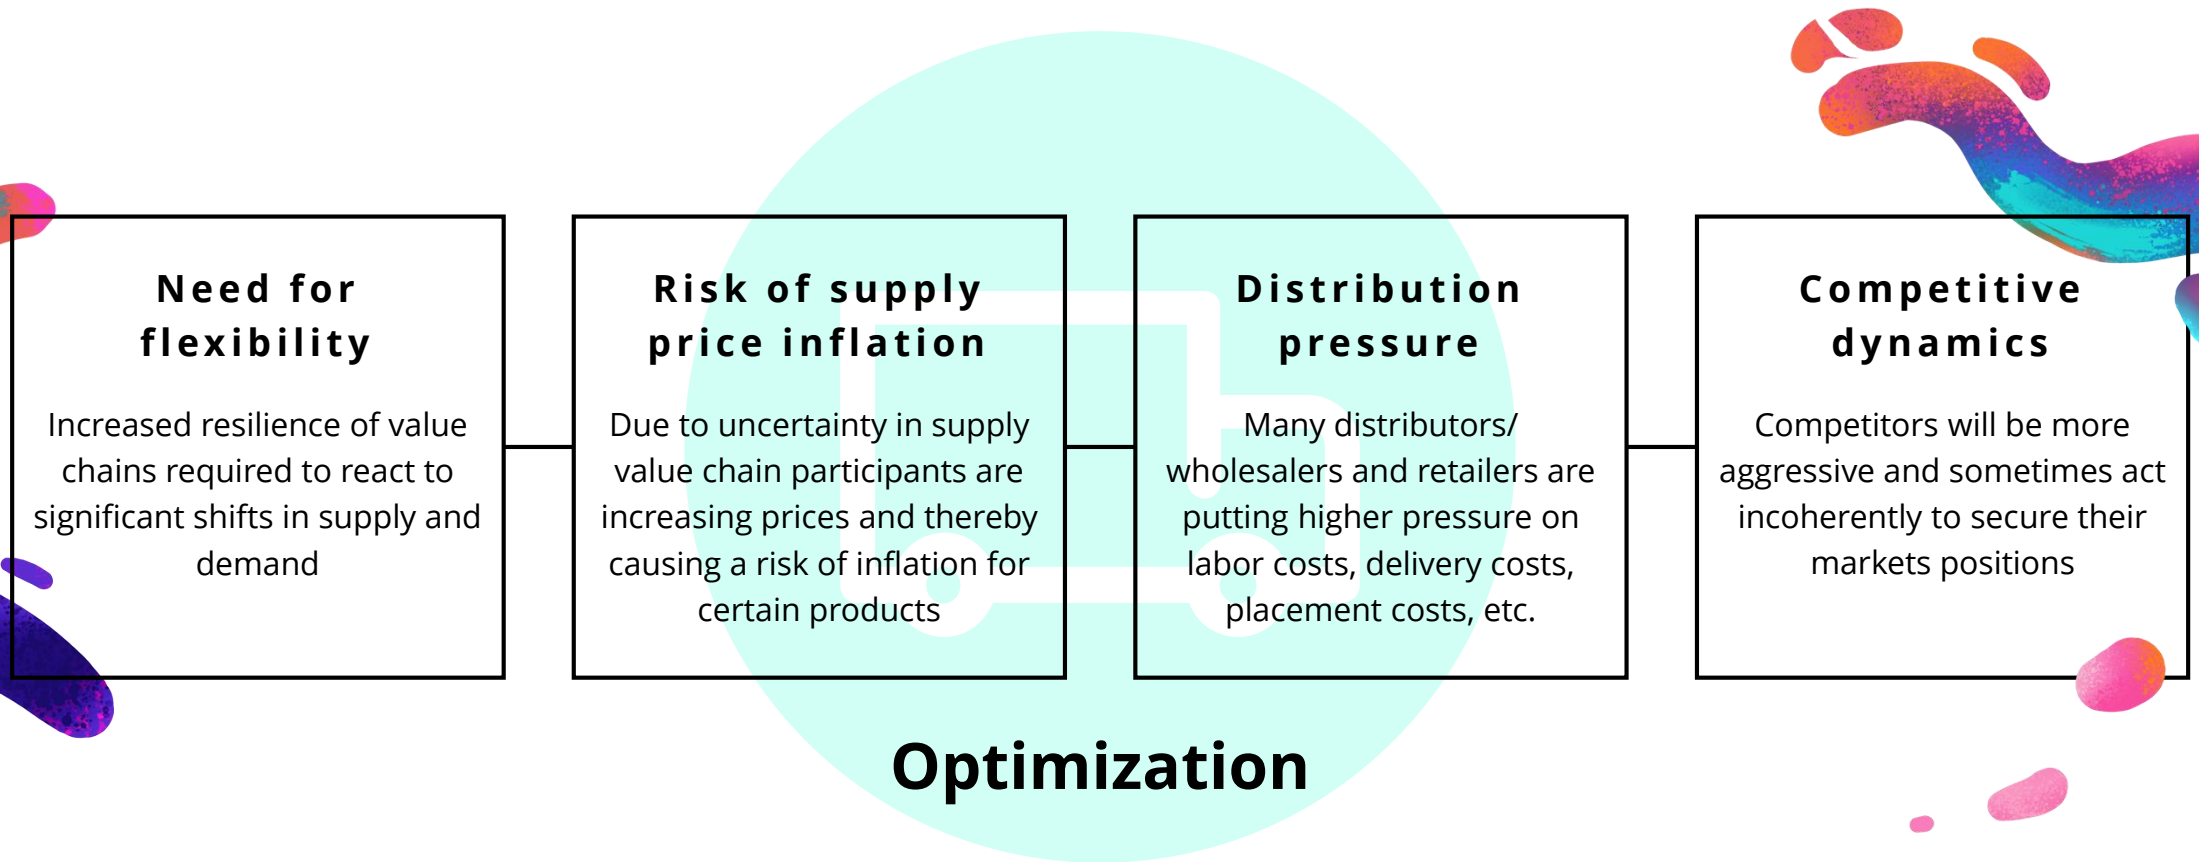 Need for
flexibility
Increased resilience of value
chains required to react to
significant shifts in supply and
demand
Risk of supply
price inflation
Due to uncertainty in supply
value chain participants are
increasing prices and thereby
causing a risk of inflation for
certain products
Distribution
pressure
Many distributors/
wholesalers and retailers are
putting higher pressure on
labor costs, delivery costs,
placement costs, etc.
Competitive
dynamics
Competitors will be more
aggressive and sometimes act
incoherently to secure their
markets positions
Optimization